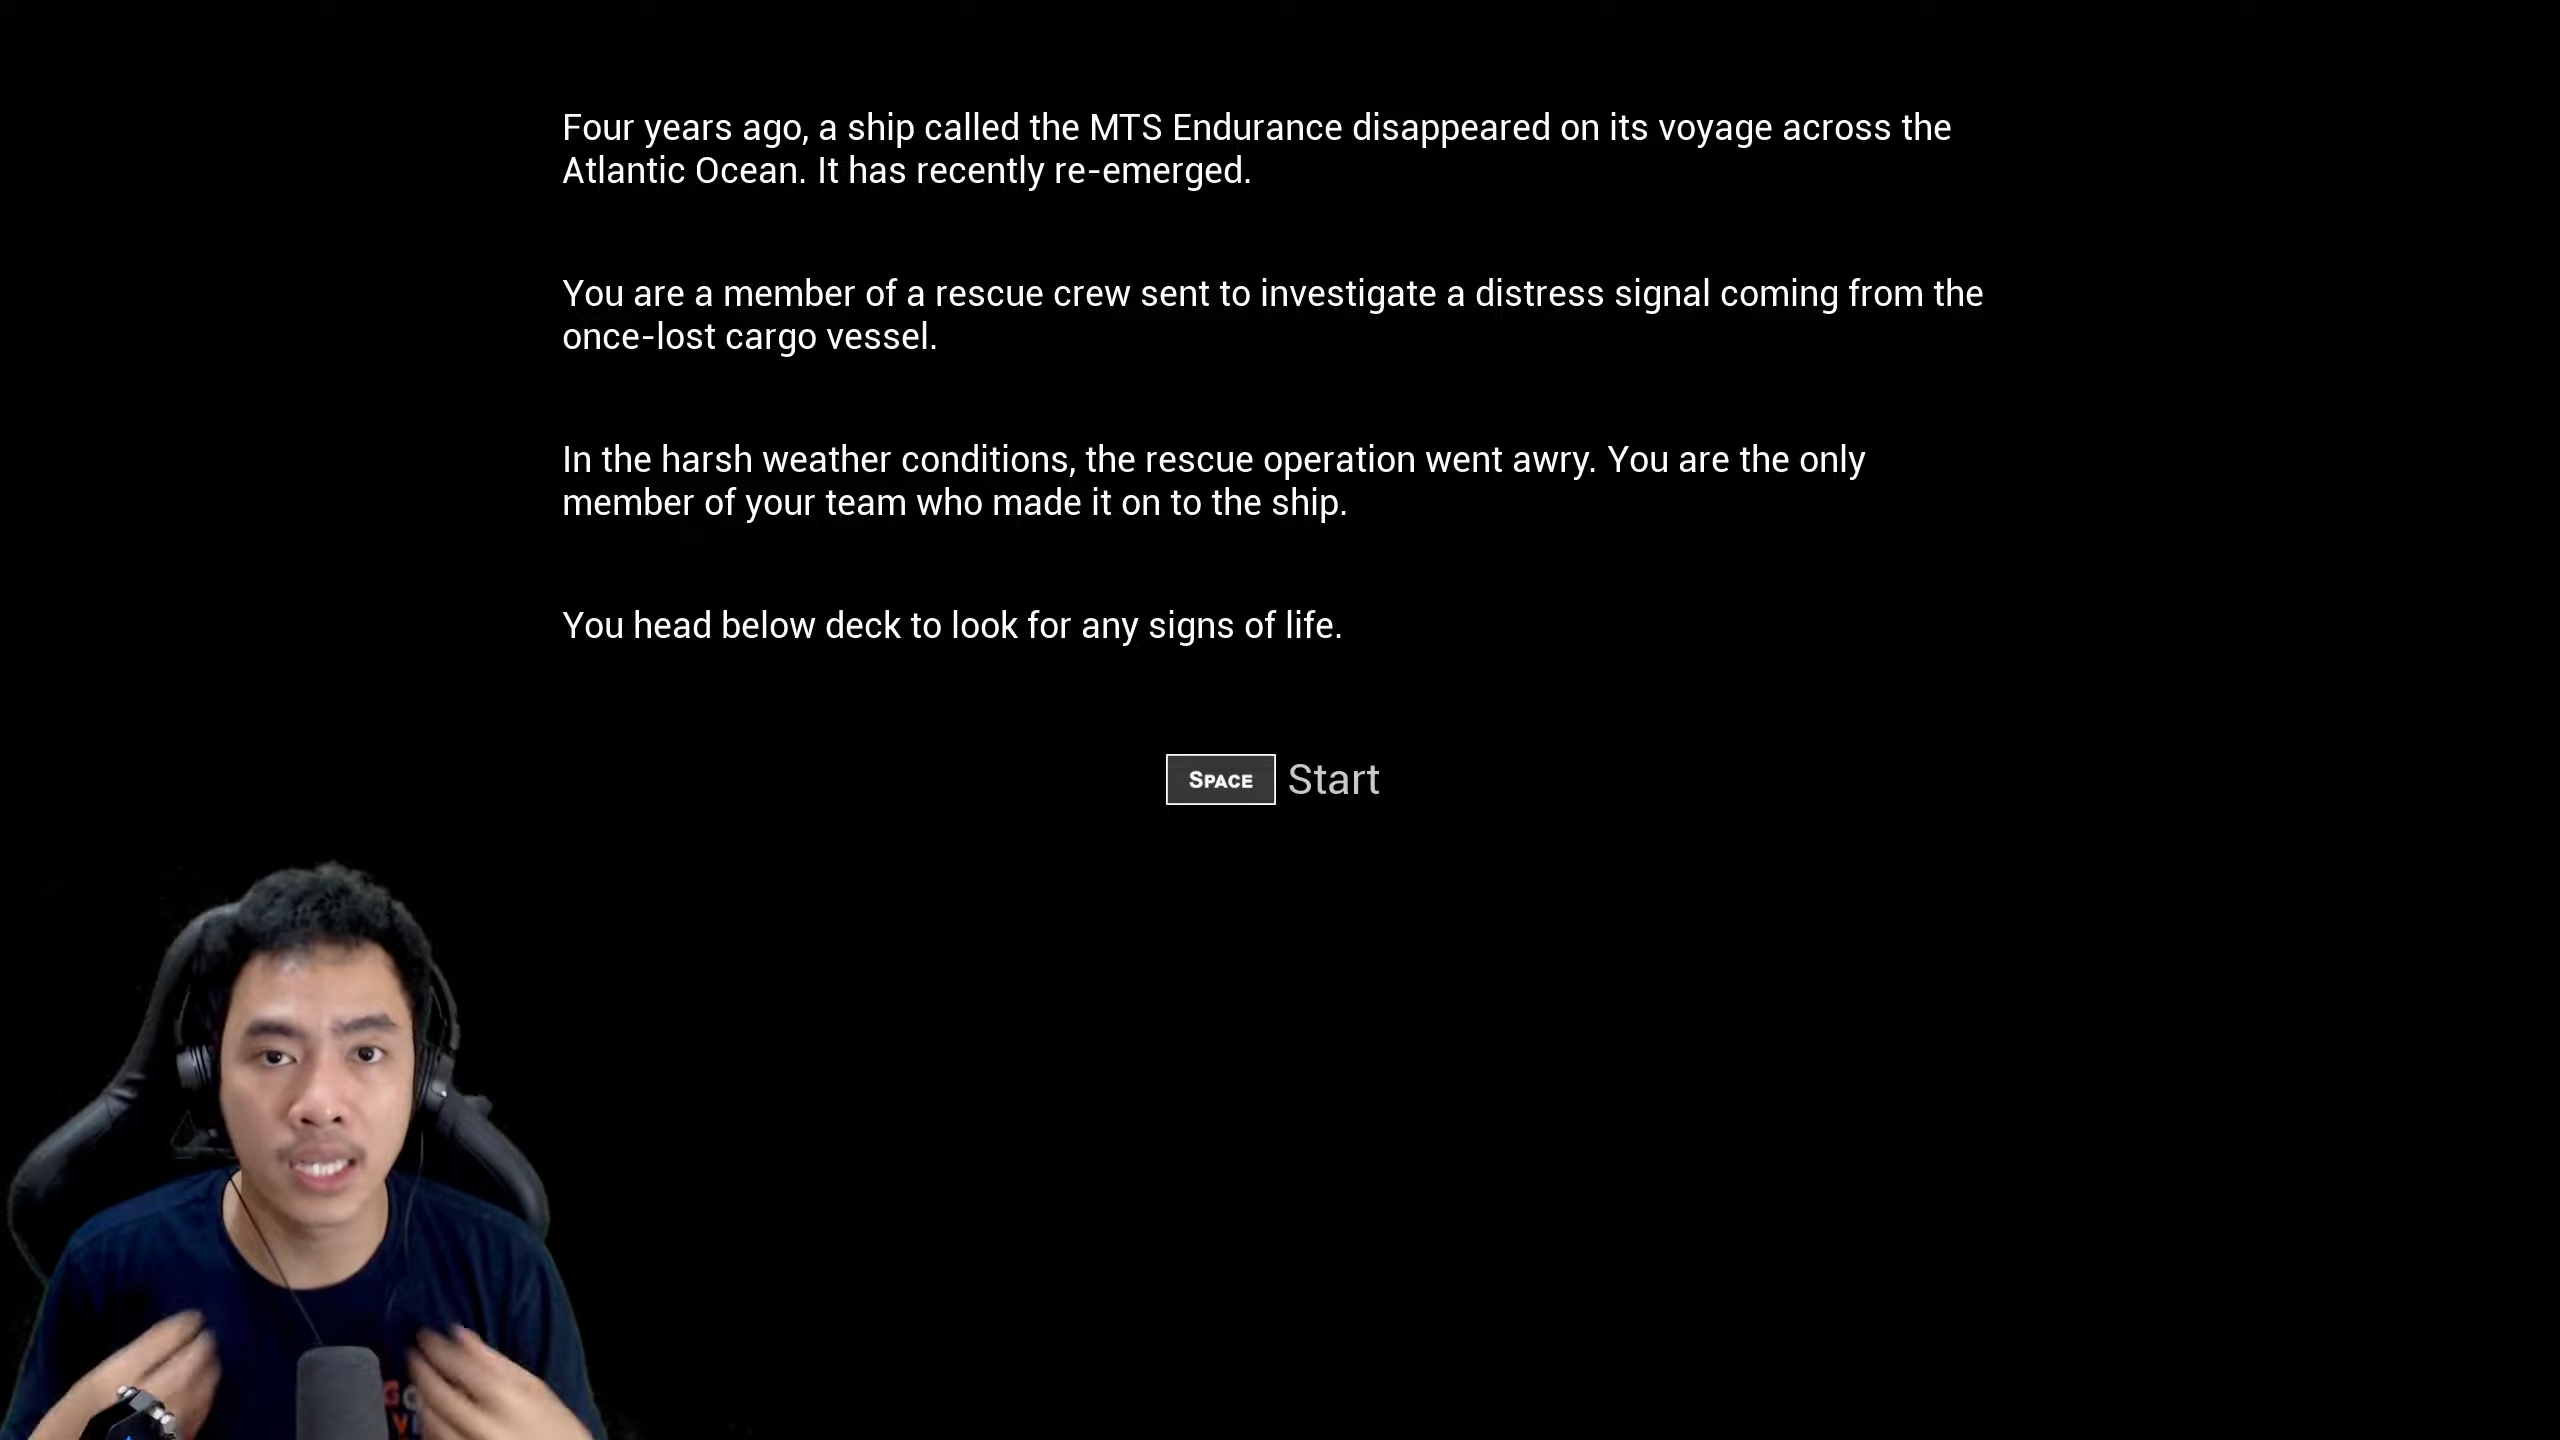 Four years ago, a ship called the MTS Endurance disappeared on its voyage across the
Atlantic Ocean. It has recently re-emerged.
You are a member of a rescue crew sent to investigate a distress signal coming from the
once-lost cargo vessel.
In the harsh weather conditions, the rescue operation went awry. You are the only
member of your team who made it on to the ship.
You head below deck to look for any signs of life.
SPACE Start